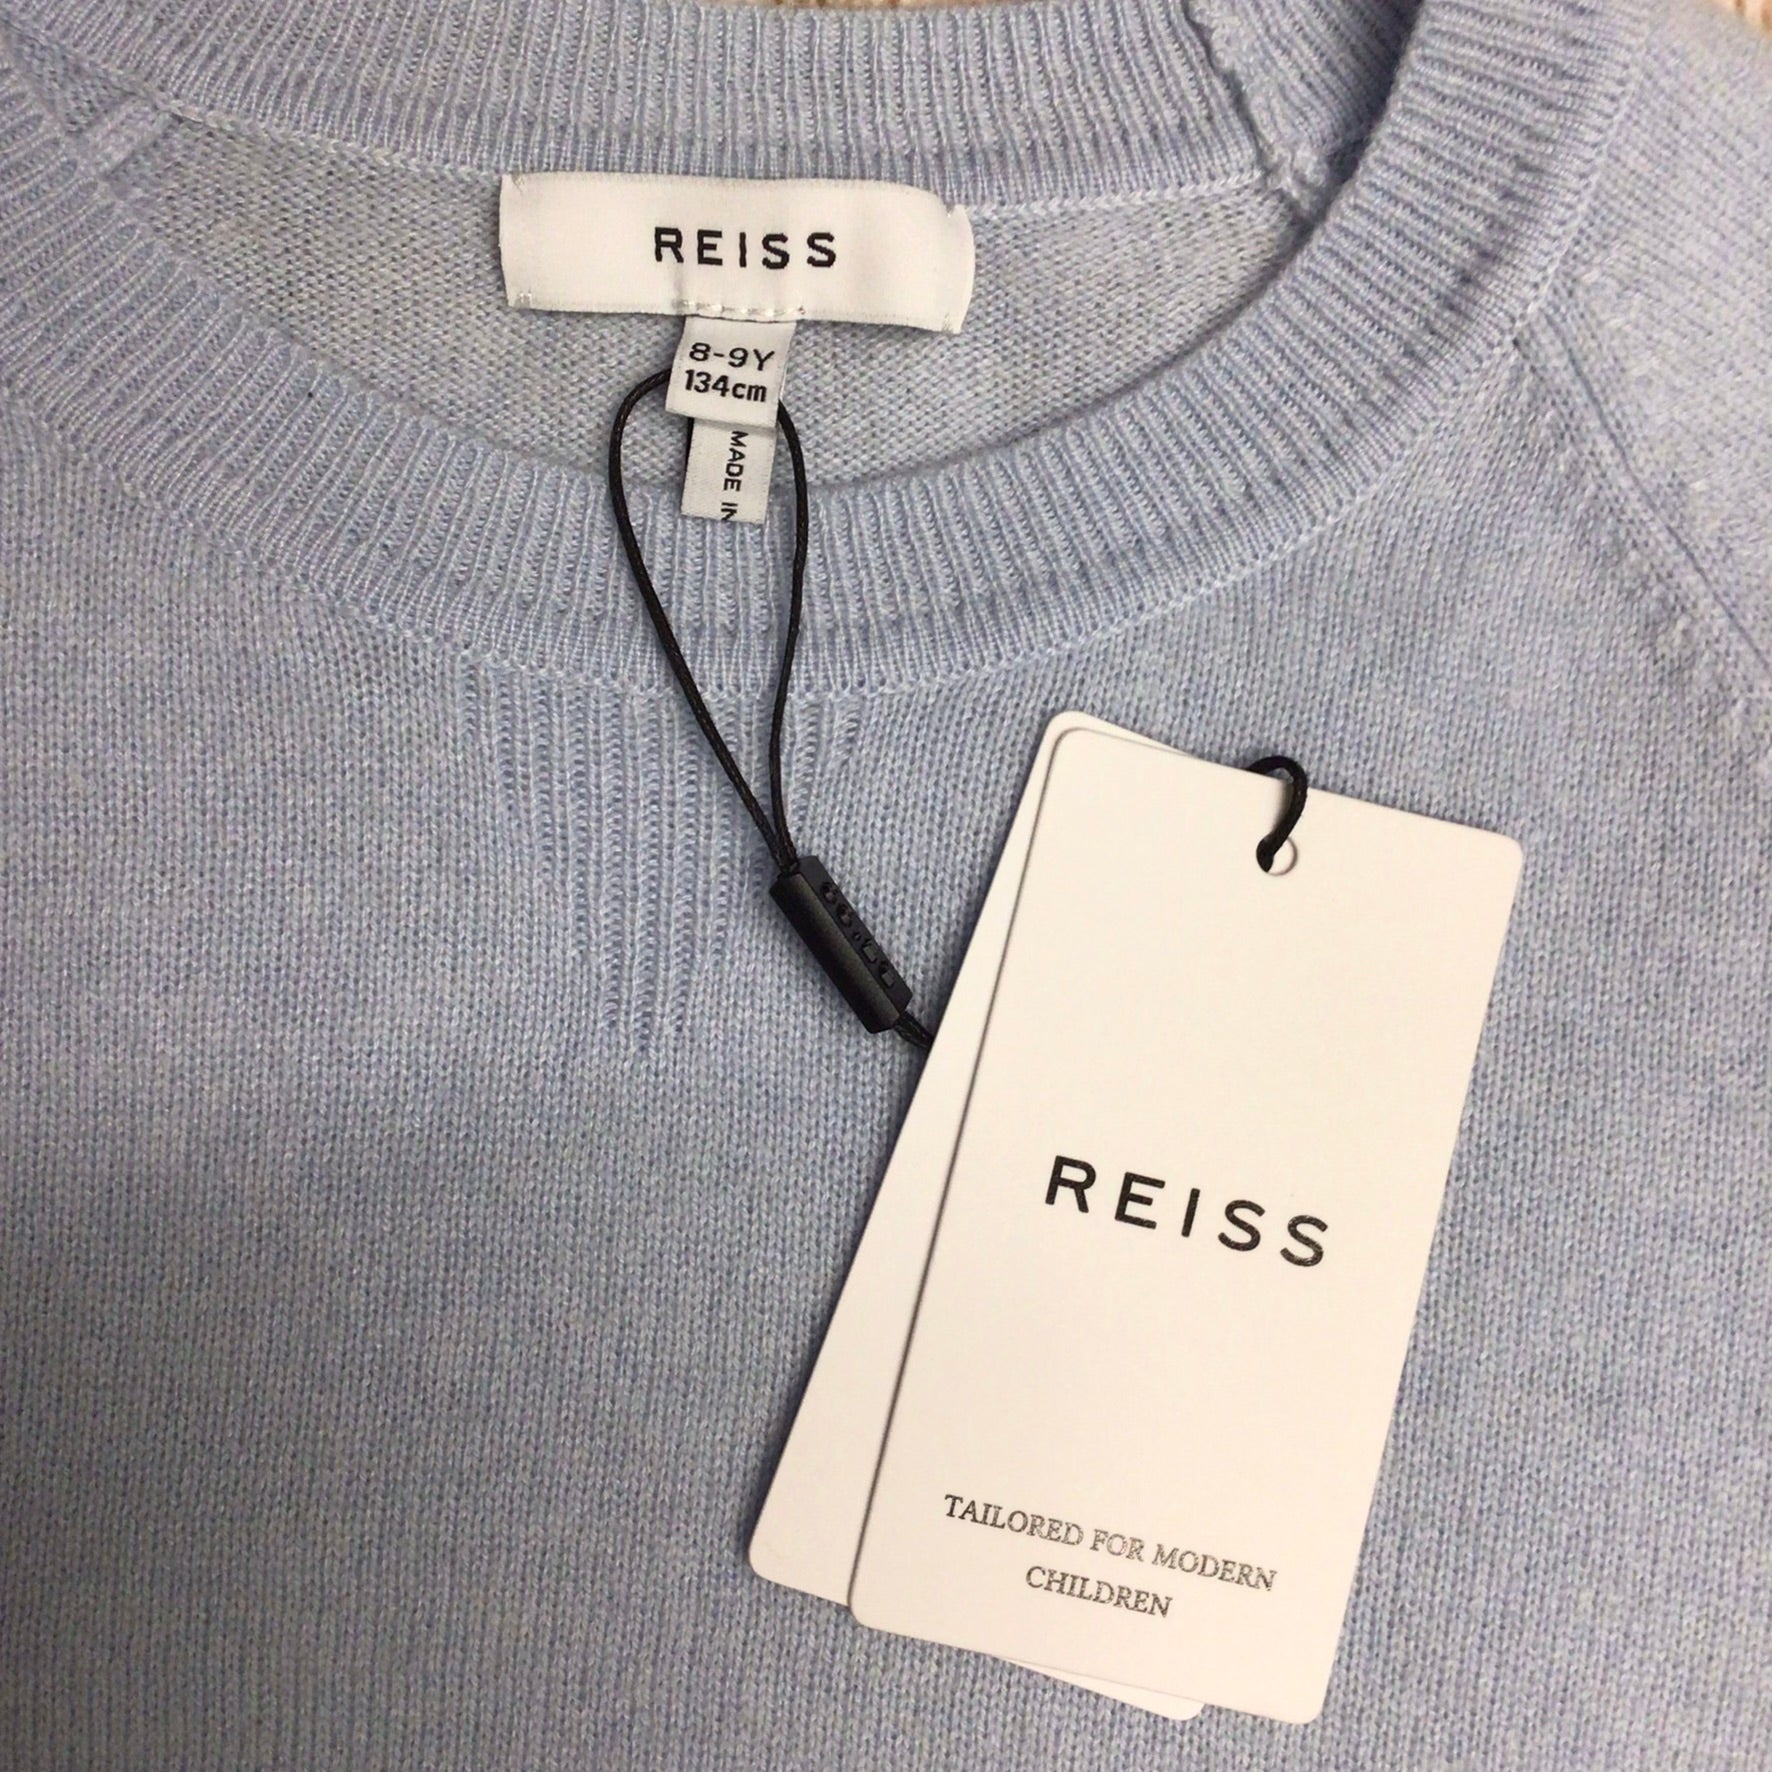 REISS
8-9Y
134cm
MADE IN
REISS
TAILORED FOR MODERN
CHILDREN